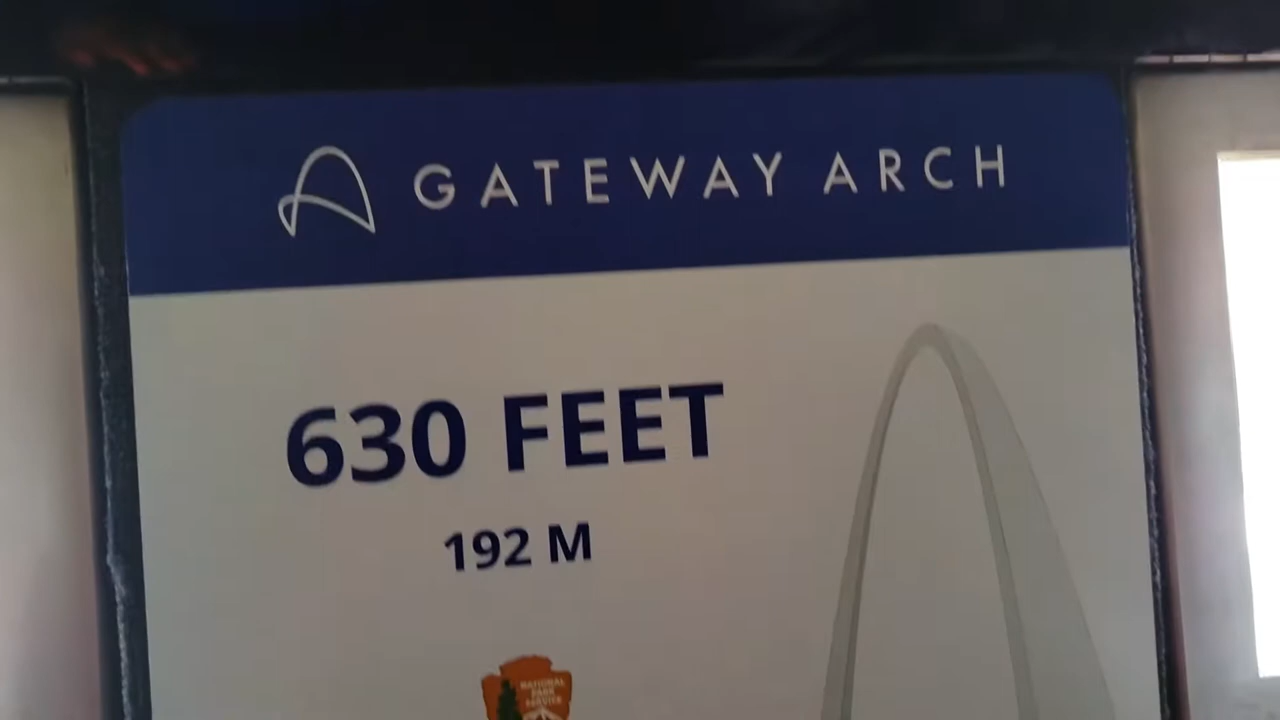 GATEWAY ARCH
630 FEET
192 M
NATIONAL
PARK
SERVICE